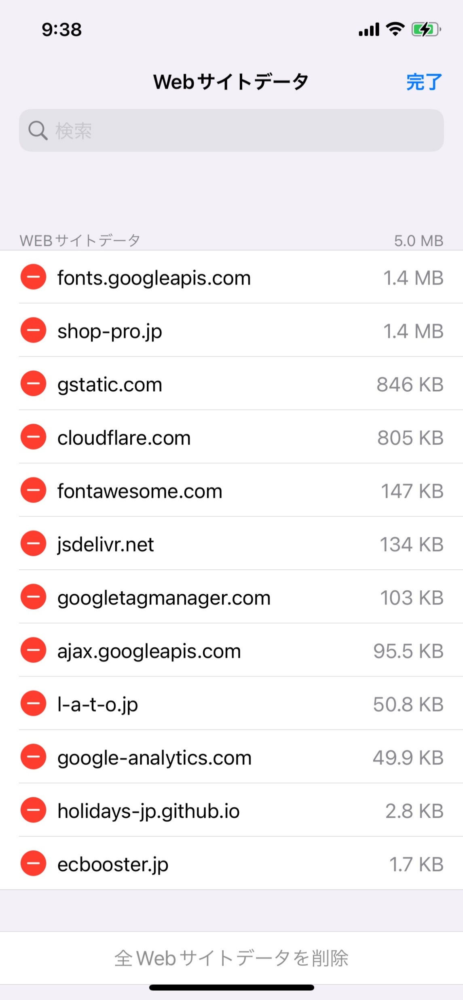 9:38
Webサイトデータ 完了
検索
WEBサイトデータ 5.0 MB
fonts.googleapis.com 1.4 MB
shop-pro.jp 1.4 MB
gstatic.com 846 KB
cloudflare.com 805 KB
fontawesome.com 147 KB
jsdelivr.net 134 KB
googletagmanager.com 103 KB
ajax.googleapis.com 95.5 KB
l-a-t-o.jp 50.8 KB
google-analytics.com 49.9 KB
holidays-jp.github.io 2.8 KB
ecbooster.jp 1.7 KB
全Webサイトデータを削除